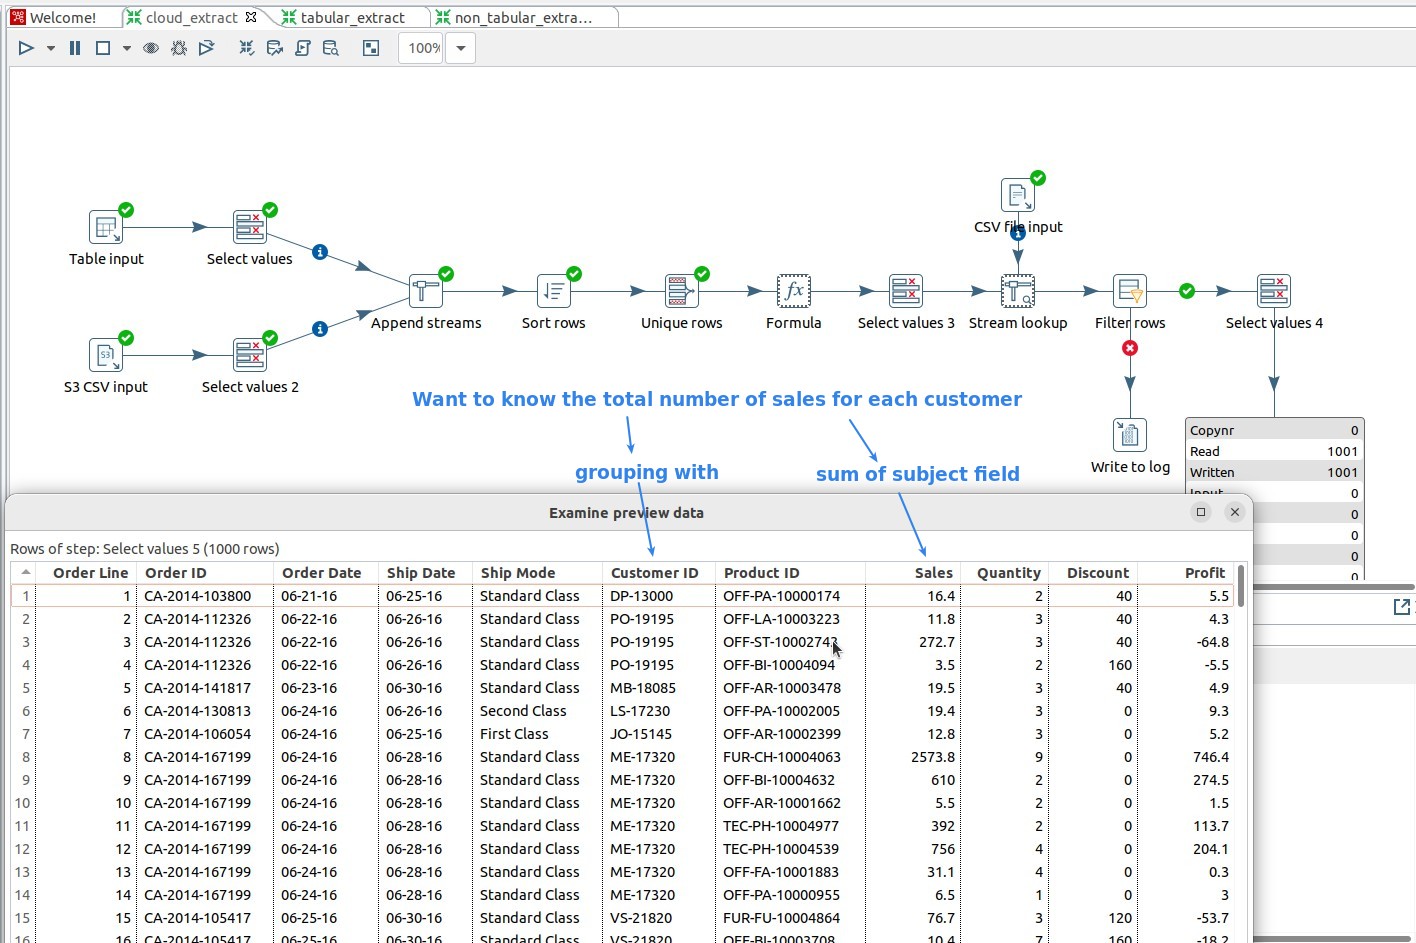 Welcome!
cloud_extract
tabular_extract
non_tabular_extra...
100%
CSV file input
Table input
Select values
Append streams
Sort rows
Unique rows
Formula
Select values 3
Stream lookup
Filter rows
Select values 4
S3
S3 CSV input
Select values 2
Want to know the total number of sales for each customer
grouping with
sum of subject field
Write to log
Copynr 0
Read 1001
Written 1001
Input 0
0
0
0
0
Examine preview data
Rows of step: Select values 5 (1000 rows)
Order Line Order ID Order Date Ship Date Ship Mode Customer ID Product ID Sales Quantity Discount Profit
1 1 CA-2014-103800 06-21-16 06-25-16 Standard Class DP-13000 OFF-PA-10000174 16.4 2 40 5.5
2 2 CA-2014-112326 06-22-16 06-26-16 Standard Class PO-19195 OFF-LA-10003223 11.8 3 40 4.3
3 3 CA-2014-112326 06-22-16 06-26-16 Standard Class PO-19195 OFF-ST-10002743 272.7 3 40 -64.8
4 4 CA-2014-112326 06-22-16 06-26-16 Standard Class PO-19195 OFF-BI-10004094 3.5 2 160 -5.5
5 5 CA-2014-141817 06-23-16 06-30-16 Standard Class MB-18085 OFF-AR-10003478 19.5 3 40 4.9
6 6 CA-2014-130813 06-24-16 06-26-16 Second Class LS-17230 OFF-PA-10002005 19.4 3 0 9.3
7 7 CA-2014-106054 06-24-16 06-25-16 First Class JO-15145 OFF-AR-10002399 12.8 3 0 5.2
8 8 CA-2014-167199 06-24-16 06-28-16 Standard Class ME-17320 FUR-CH-10004063 2573.8 9 0 746.4
9 9 CA-2014-167199 06-24-16 06-28-16 Standard Class ME-17320 OFF-BI-10004632 610 2 0 274.5
10 10 CA-2014-167199 06-24-16 06-28-16 Standard Class ME-17320 OFF-AR-10001662 5.5 2 0 1.5
11 11 CA-2014-167199 06-24-16 06-28-16 Standard Class ME-17320 TEC-PH-10004977 392 2 0 113.7
12 12 CA-2014-167199 06-24-16 06-28-16 Standard Class ME-17320 TEC-PH-10004539 756 4 0 204.1
13 13 CA-2014-167199 06-24-16 06-28-16 Standard Class ME-17320 OFF-FA-10001883 31.1 4 0 0.3
14 14 CA-2014-167199 06-24-16 06-28-16 Standard Class ME-17320 OFF-PA-10000955 6.5 1 0 3
15 15 CA-2014-105417 06-25-16 06-30-16 Standard Class VS-21820 FUR-FU-10004864 76.7 3 120 -53.7
16 16 CA-2014-105417 06-25-16 06-30-16 Standard Class VS-21820 OFF-BI-10003708 10.4 7 160 -18.2